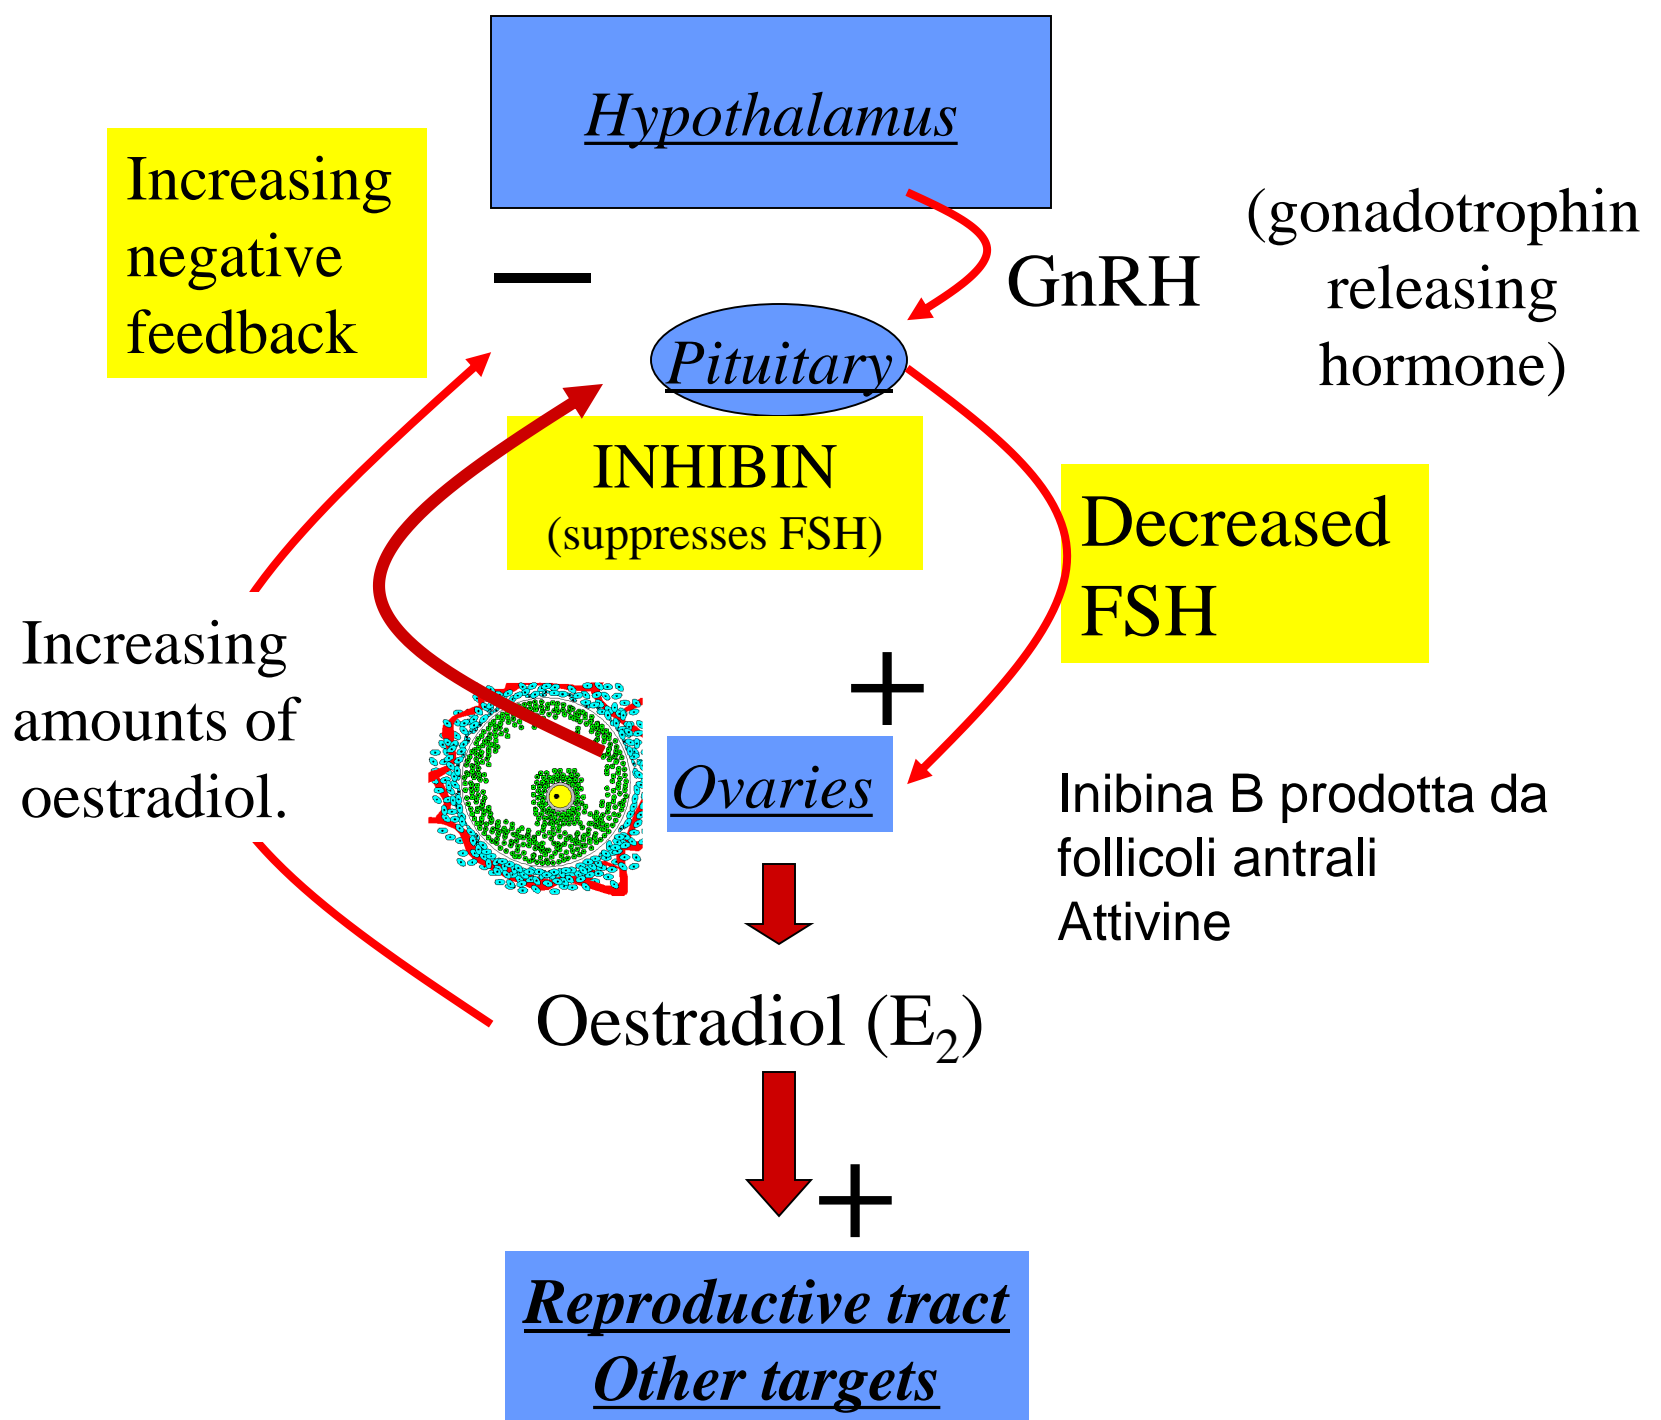 Hypothalamus
Increasing
negative
feedback
–
GnRH
(gonadotrophin
releasing
hormone)
Pituitary
INHIBIN
(suppresses FSH)
Decreased
FSH
Increasing
amounts of
oestradiol.
+
Ovaries
Inibina B prodotta da
follicoli antrali
Attivine
Oestradiol (E₂)
+
Reproductive tract
Other targets